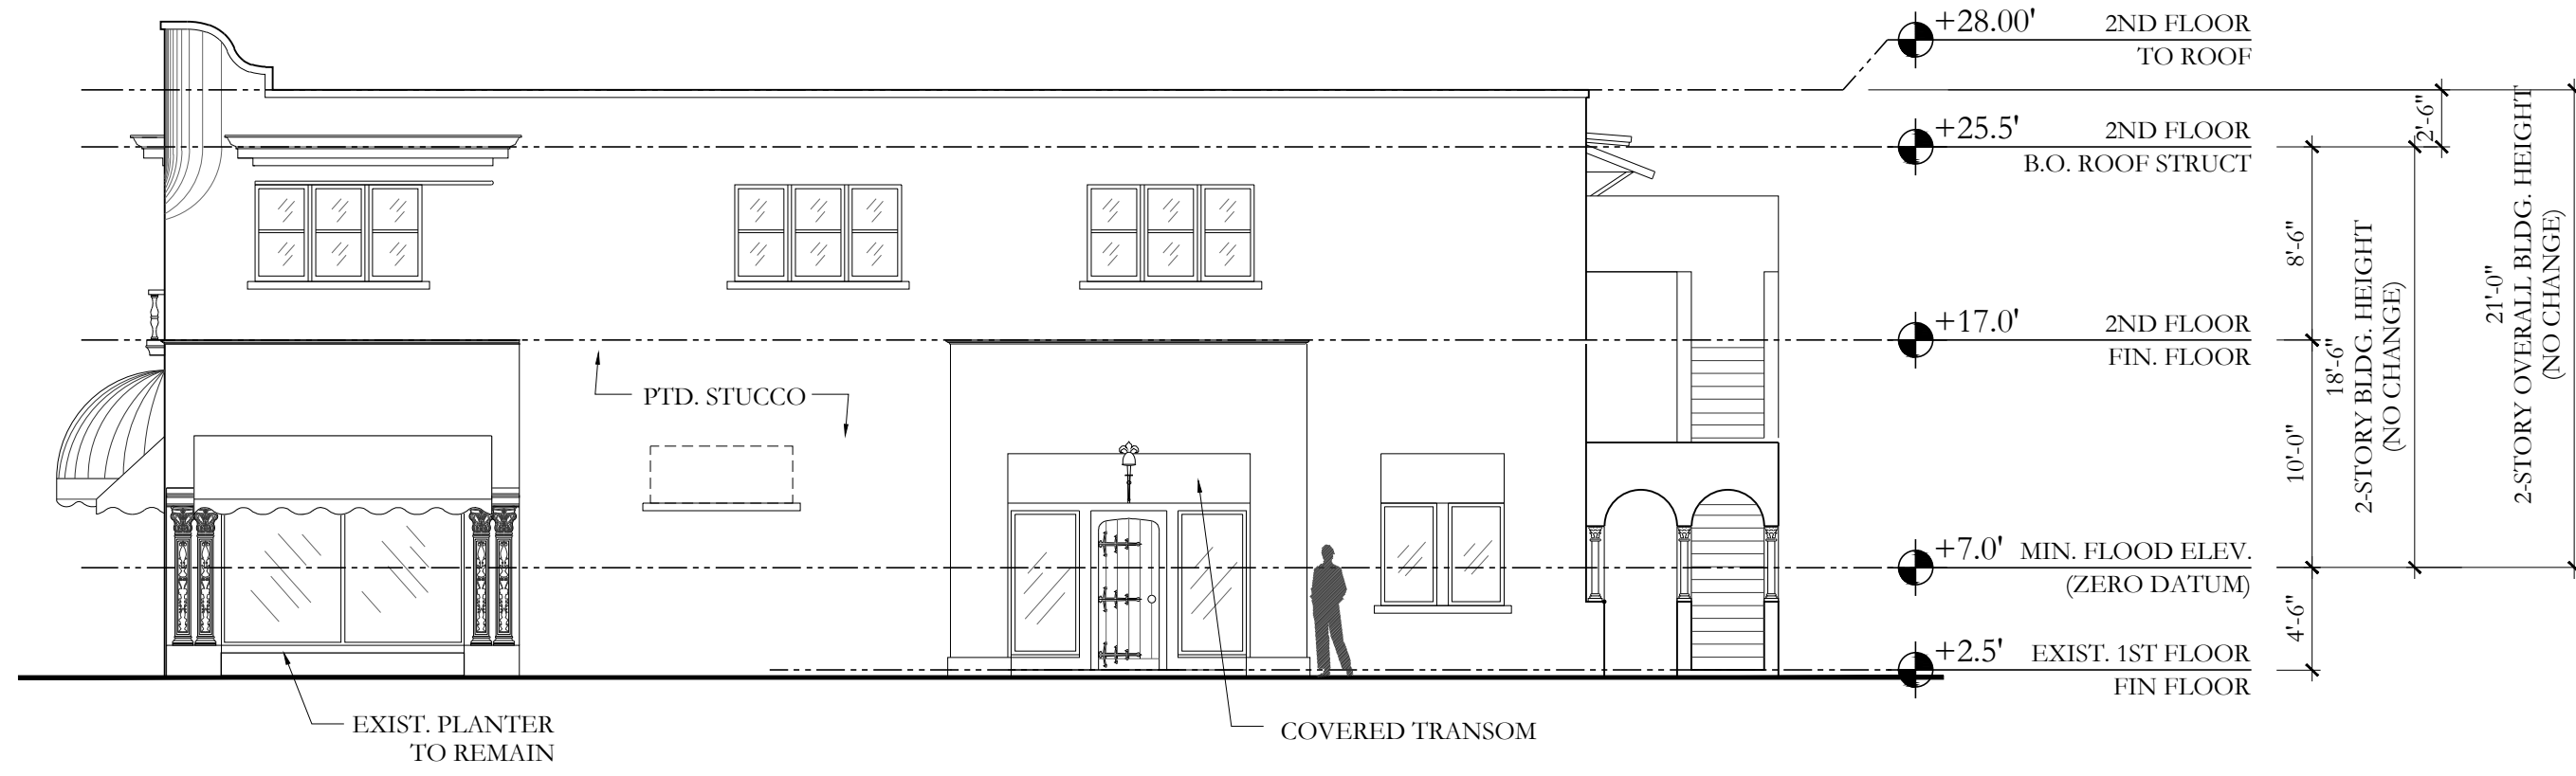 +28.00' 2ND FLOOR
TO ROOF
+25.5' 2ND FLOOR
B.O. ROOF STRUCT
+17.0' 2ND FLOOR
FIN. FLOOR
+7.0' MIN. FLOOD ELEV.
(ZERO DATUM)
+2.5' EXIST. 1ST FLOOR
FIN FLOOR
8'-6"
10'-0"
4'-6"
18'-6"
2-STORY BLDG. HEIGHT
(NO CHANGE)
2'-6"
21'-0"
2-STORY OVERALL BLDG. HEIGHT
(NO CHANGE)
PTD. STUCCO
EXIST. PLANTER
TO REMAIN
COVERED TRANSOM